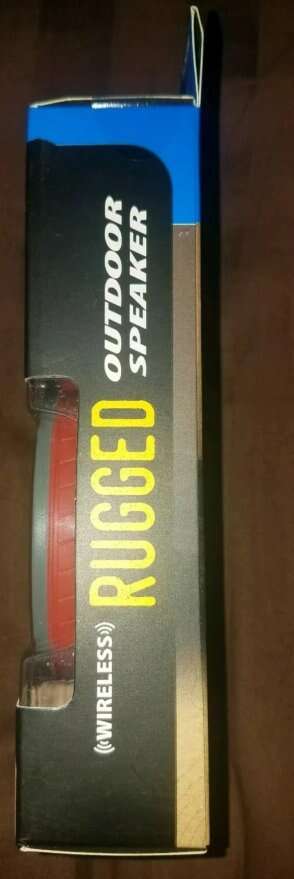 ((WIRELESS))
RUGGED
OUTDOOR
SPEAKER